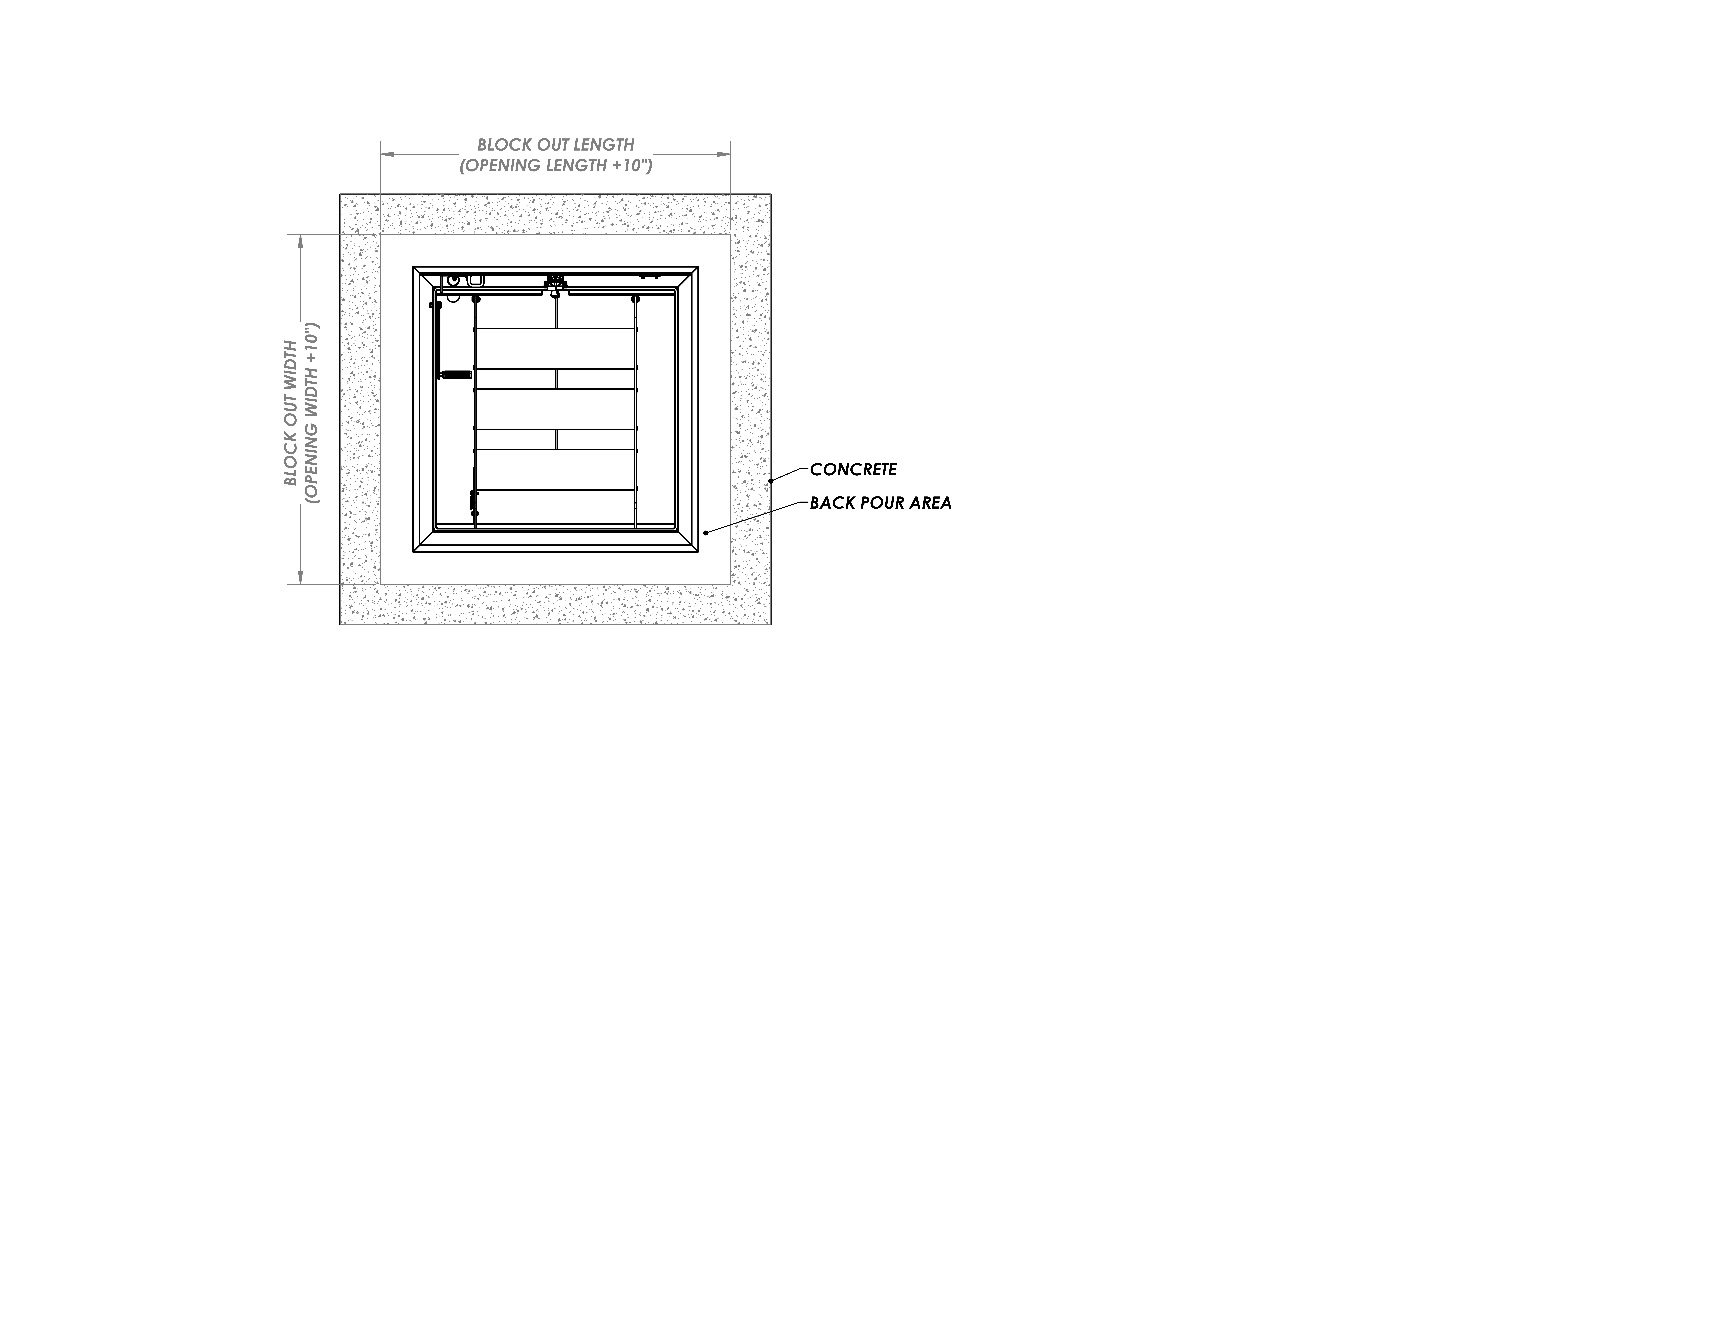 BLOCK OUT LENGTH
(OPENING LENGTH +10")
BLOCK OUT WIDTH
(OPENING WIDTH +10")
CONCRETE
BACK POUR AREA